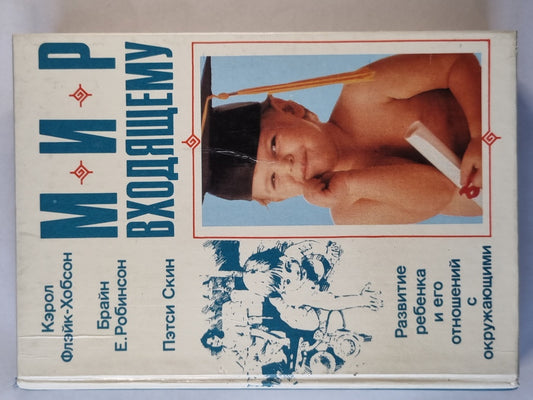 Кэрол
Флэйк-Хобсон
Брайн
Е.Робинсон
Пэтси Скин
М И Р
ВХОДЯЩЕМУ
Развитие
ребенка
и его
отношений
с
окружающими